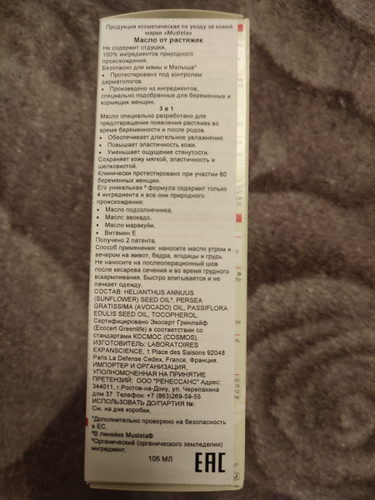 Продукция косметическая по уходу за кожей
марки «Mustela»
Масло от растяжек
Не содержит отдушки.
100% ингредиентов природного
происхождения.
Безопасно для мамы и Малыша¹
• Протестировано под контролем
дерматологов.
• Произведено из ингредиентов,
специально подобранных для беременных и
кормящих женщин.
3 в 1
Масло специально разработано для
предотвращения появления растяжек во
время беременности и после родов.
• Обеспечивает длительное увлажнение.
• Повышает эластичность кожи.
• Уменьшает ощущение стянутости.
Сохраняет кожу мягкой, эластичность и
шелковистой.
Клинически протестировано при участии 60
беременных женщин.
Его уникальная ² формула содержит только
4 ингредиента и все они природного
происхождения:
• Масло подсолнечника.
• Масло авокадо.
• Масло маракуйи.
• Витамин Е
Получено 2 патента.
Способ применения: наносите масло утром и
вечером на живот, бедра, ягодицы и грудь.
Не наносите на послеоперационный шов
после кесарева сечения и во время грудного
вскармливания. Быстро впитывается и не
пачкает одежду.
СОСТАВ: HELIANTHUS ANNUUS
(SUNFLOWER) SEED OIL³, PERSEA
GRATISSIMA (AVOCADO) OIL, PASSIFLORA
EDULIS SEED OIL, TOCOPHEROL.
Сертифицировано Экосерт Гринлайф
(Ecocert Greenlife) в соответствии со
стандартами КОСМОС (COSMOS).
ИЗГОТОВИТЕЛЬ: LABORATOIRES
EXPANSCIENCE, 1 Place des Saisons 92048
Paris La Defense Cedex, France, Франция.
ИМПОРТЕР И ОРГАНИЗАЦИЯ,
УПОЛНОМОЧЕННАЯ НА ПРИНЯТИЕ
ПРЕТЕНЗИЙ: ООО "РЕНЕССАНС" Адрес:
344011, г.Ростов-на-Дону, ул. Черепахина
дом 37 Телефон: +7 (863)269-59-55
ИСПОЛЬЗОВАТЬ ДО/ПАРТИЯ №:
См. на дне коробки.
¹Дополнительно проверено на безопасность
в ЕС.
²В линейке Mustela®
³Органический (органического земледелия)
ингредиент.
105 МЛ
EAC